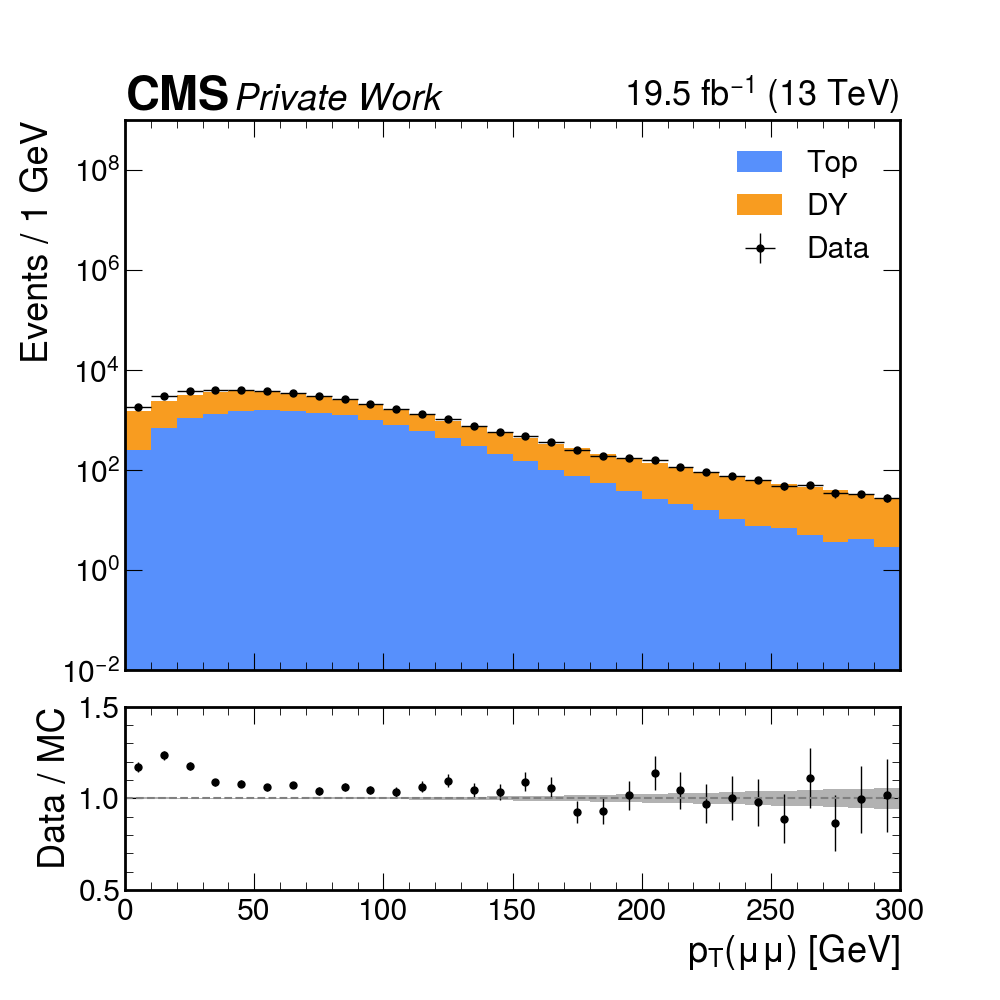 CMS Private Work 19.5 fb⁻¹ (13 TeV)
Events / 1 GeV
10⁸
10⁶
10⁴
10²
10⁰
10⁻²
Top
DY
Data
Data / MC
1.5
1.0
0.5
0 50 100 150 200 250 300
p_T(μμ) [GeV]